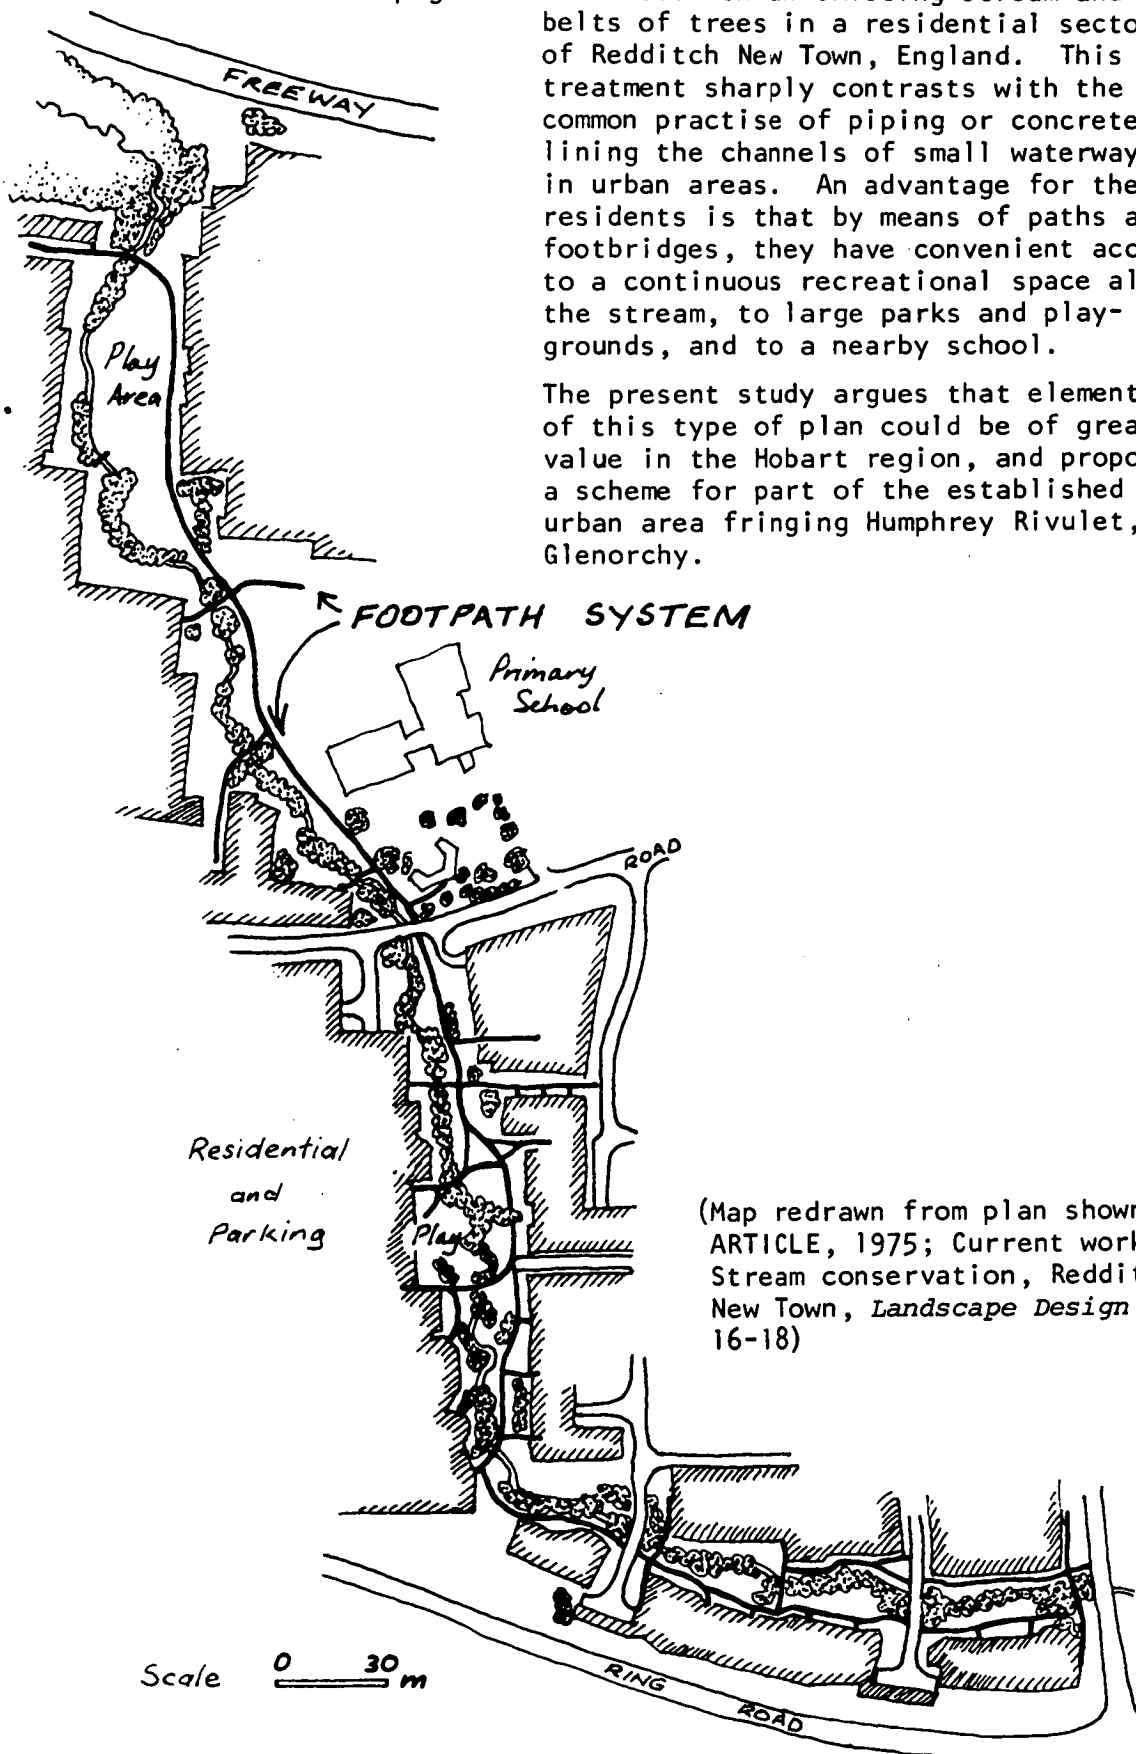 belts of trees in a residential secto
of Redditch New Town, England. This
treatment sharply contrasts with the
common practise of piping or concrete
lining the channels of small waterway
in urban areas. An advantage for the
residents is that by means of paths a
footbridges, they have convenient acc
to a continuous recreational space al
the stream, to large parks and play-
grounds, and to a nearby school.
The present study argues that element
of this type of plan could be of grea
value in the Hobart region, and propo
a scheme for part of the established
urban area fringing Humphrey Rivulet,
Glenorchy.
FREEWAY
Play
Area
FOOTPATH SYSTEM
Primary
School
ROAD
Residential
and
Parking
Play
(Map redrawn from plan shown
ARTICLE, 1975; Current work
Stream conservation, Reddit
New Town, Landscape Design
16-18)
Scale 0 30 m
RING
ROAD